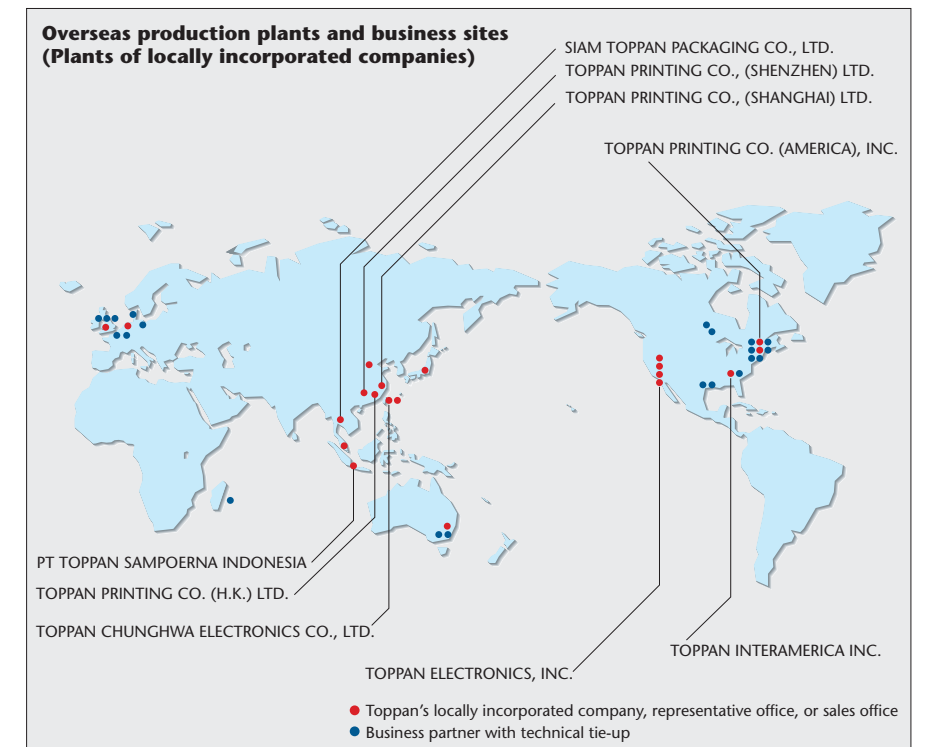 Overseas production plants and business sites
(Plants of locally incorporated companies)
SIAM TOPPAN PACKAGING CO., LTD.
TOPPAN PRINTING CO., (SHENZHEN) LTD.
TOPPAN PRINTING CO., (SHANGHAI) LTD.
TOPPAN PRINTING CO. (AMERICA), INC.
PT TOPPAN SAMPOERNA INDONESIA
TOPPAN PRINTING CO. (H.K.) LTD.
TOPPAN CHUNGHWA ELECTRONICS CO., LTD.
TOPPAN INTERAMERICA INC.
TOPPAN ELECTRONICS, INC.
Toppan's locally incorporated company, representative office, or sales office
Business partner with technical tie-up